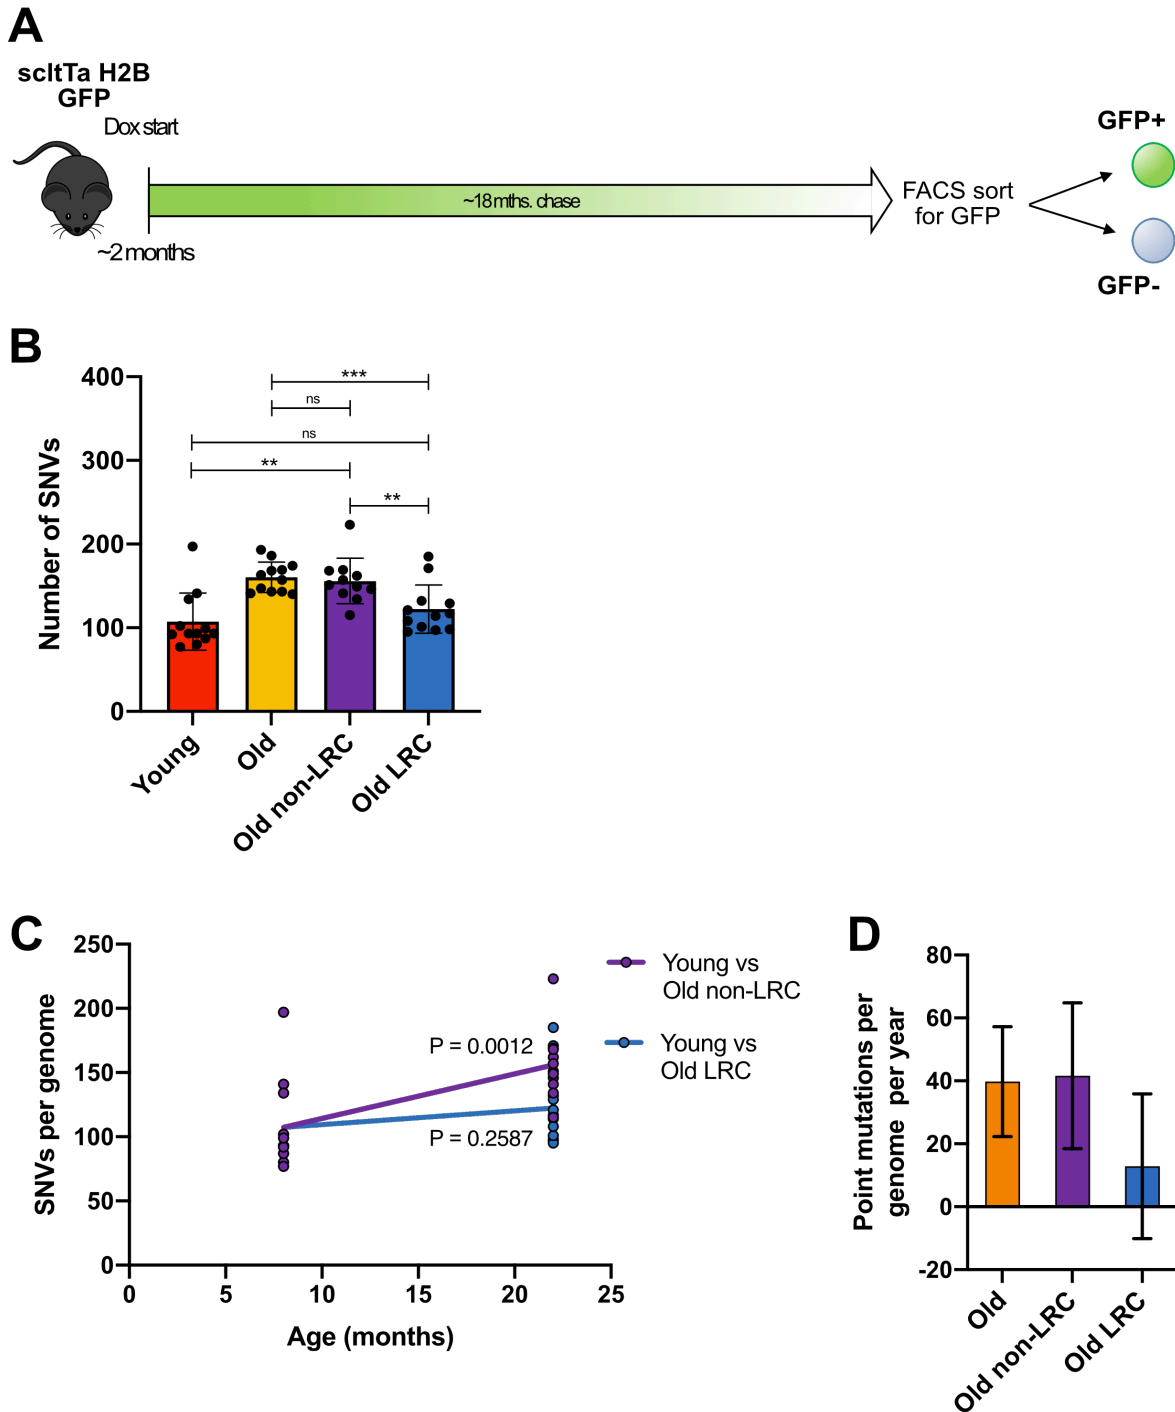 A
scltTa H2B
GFP
Dox start
~2 months
~18 mths. chase
FACS sort
for GFP
GFP+
GFP-
B
Number of SNVs
400
300
200
100
0
***
ns
ns
**
**
Young
Old
Old non-LRC
Old LRC
C
SNVs per genome
250
200
150
100
50
0
P = 0.0012
P = 0.2587
0
5
10
15
20
25
Age (months)
Young vs
Old non-LRC
Young vs
Old LRC
D
Point mutations per
genome per year
80
60
40
20
0
-20
Old
Old non-LRC
Old LRC